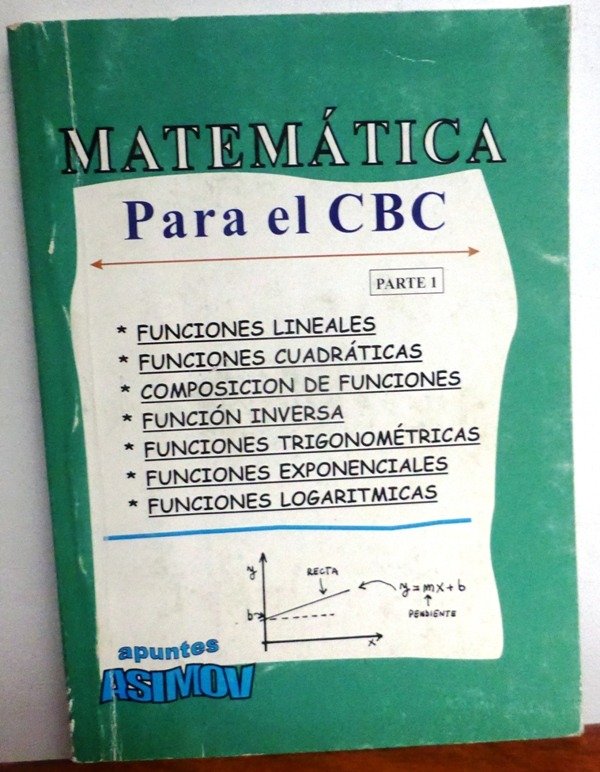 MATEMÁTICA
Para el CBC
PARTE 1
* FUNCIONES LINEALES
* FUNCIONES CUADRÁTICAS
* COMPOSICION DE FUNCIONES
* FUNCIÓN INVERSA
* FUNCIONES TRIGONOMÉTRICAS
* FUNCIONES EXPONENCIALES
* FUNCIONES LOGARITMICAS
y
RECTA
y = mx + b
b
PENDIENTE
x
apuntes
ASIMOV